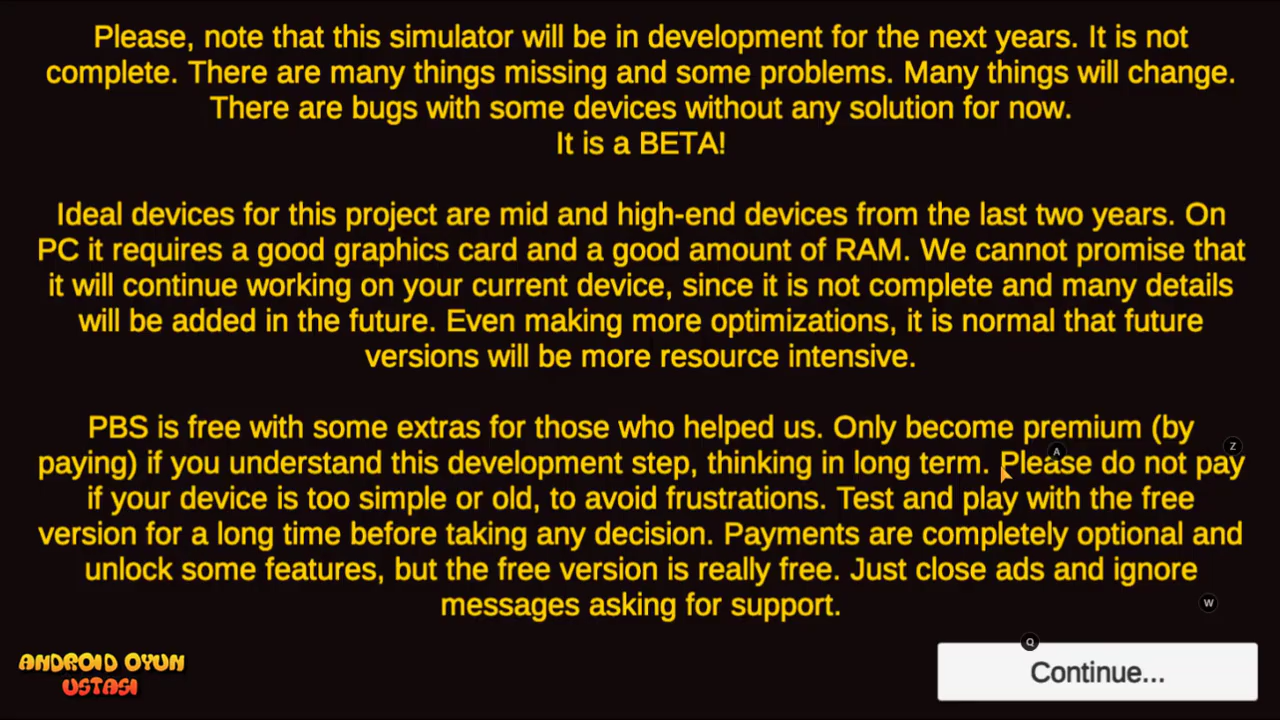 Please, note that this simulator will be in development for the next years. It is not
complete. There are many things missing and some problems. Many things will change.
There are bugs with some devices without any solution for now.
It is a BETA!
Ideal devices for this project are mid and high-end devices from the last two years. On
PC it requires a good graphics card and a good amount of RAM. We cannot promise that
it will continue working on your current device, since it is not complete and many details
will be added in the future. Even making more optimizations, it is normal that future
versions will be more resource intensive.
PBS is free with some extras for those who helped us. Only become premium (by
paying) if you understand this development step, thinking in long term. Please do not pay
if your device is too simple or old, to avoid frustrations. Test and play with the free
version for a long time before taking any decision. Payments are completely optional and
unlock some features, but the free version is really free. Just close ads and ignore
messages asking for support.
A
Z
W
Q
Continue...
ANDROID OYUN
USTASI